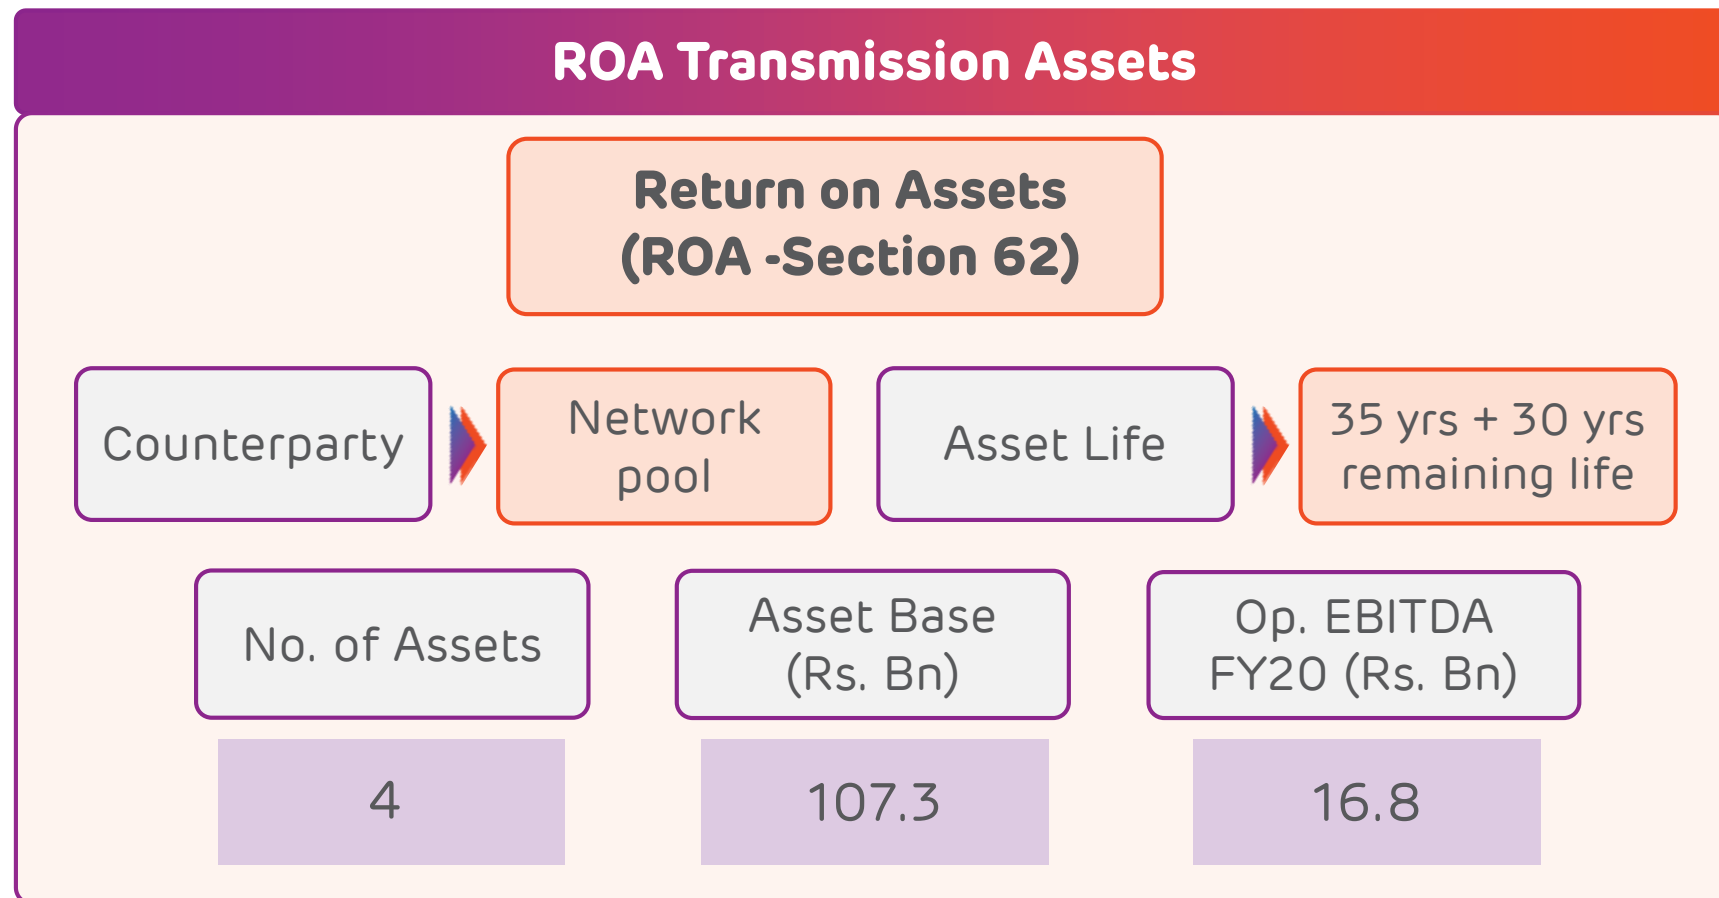 ROA Transmission Assets
Return on Assets
(ROA -Section 62)
Counterparty
Network
pool
Asset Life
35 yrs + 30 yrs
remaining life
No. of Assets
Asset Base
(Rs. Bn)
Op. EBITDA
FY20 (Rs. Bn)
4
107.3
16.8